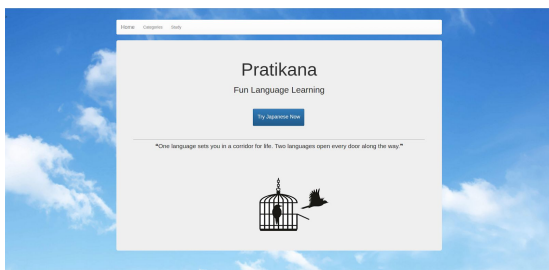 Home Categories Study
Pratikana
Fun Language Learning
Try Japanese Now
❝One language sets you in a corridor for life. Two languages open every door along the way.❞